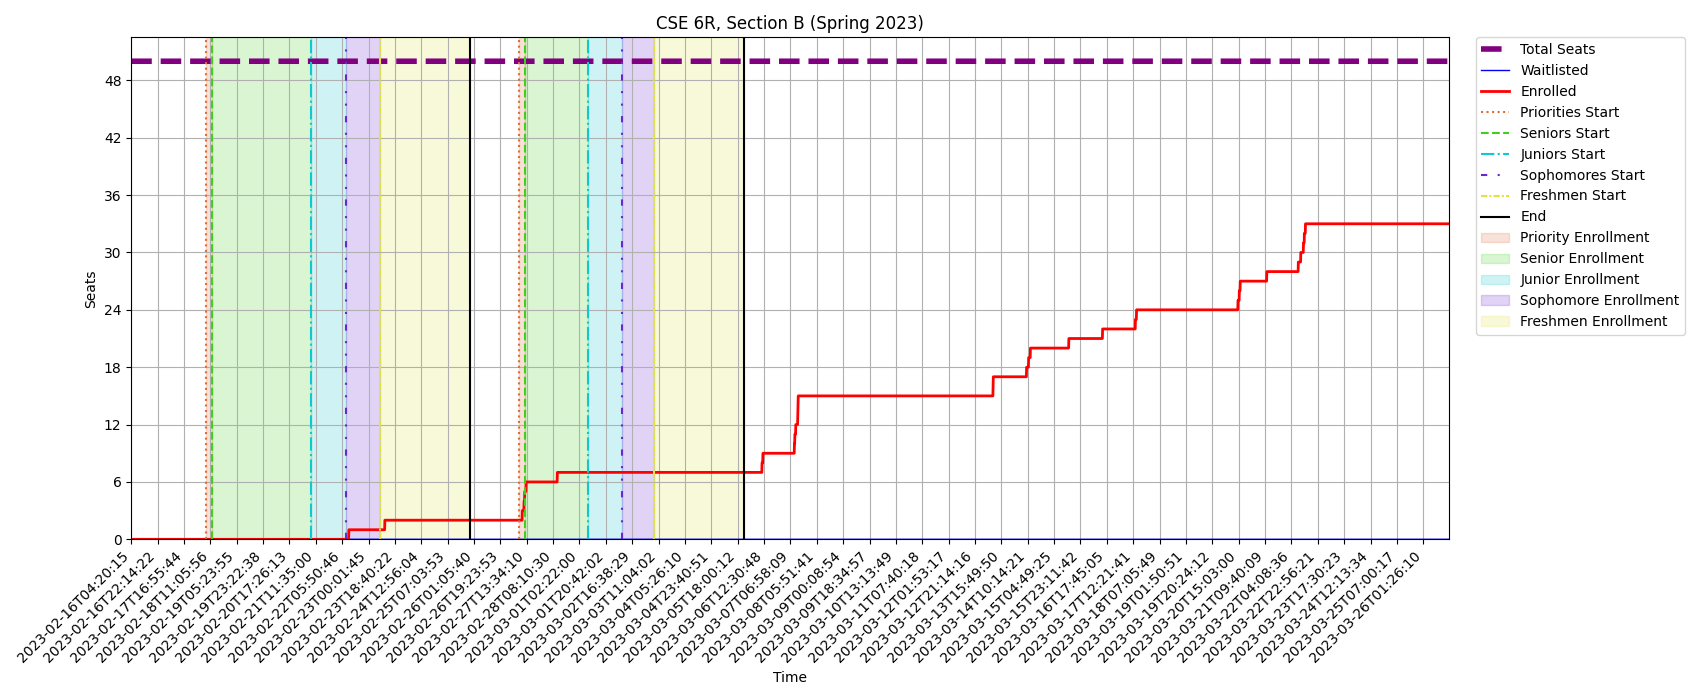 CSE 6R, Section B (Spring 2023)
Seats
48
42
36
30
24
18
12
6
0
2023-02-16T04:20:15
2023-02-16T22:14:22
2023-02-17T16:55:44
2023-02-18T11:05:56
2023-02-19T05:23:55
2023-02-19T23:22:38
2023-02-20T17:26:13
2023-02-21T11:35:00
2023-02-22T05:50:46
2023-02-23T00:01:45
2023-02-23T18:40:22
2023-02-24T12:56:04
2023-02-25T07:03:53
2023-02-26T01:05:40
2023-02-26T19:23:53
2023-02-27T13:34:10
2023-02-28T08:10:30
2023-03-01T02:22:00
2023-03-01T20:42:02
2023-03-02T16:38:29
2023-03-03T11:04:02
2023-03-04T05:26:10
2023-03-04T23:40:51
2023-03-05T18:00:12
2023-03-06T12:30:48
2023-03-07T06:58:09
2023-03-08T05:51:41
2023-03-09T00:08:54
2023-03-09T18:34:57
2023-03-10T13:13:49
2023-03-11T07:40:18
2023-03-12T01:53:17
2023-03-12T21:14:16
2023-03-13T15:49:50
2023-03-14T10:14:21
2023-03-15T04:49:25
2023-03-15T23:11:42
2023-03-16T17:45:05
2023-03-17T12:21:41
2023-03-18T07:05:49
2023-03-19T01:50:51
2023-03-19T20:24:12
2023-03-20T15:03:00
2023-03-21T09:40:09
2023-03-22T04:08:36
2023-03-22T22:56:21
2023-03-23T17:30:23
2023-03-24T12:13:34
2023-03-25T07:00:17
2023-03-26T01:26:10
Time
Total Seats
Waitlisted
Enrolled
Priorities Start
Seniors Start
Juniors Start
Sophomores Start
Freshmen Start
End
Priority Enrollment
Senior Enrollment
Junior Enrollment
Sophomore Enrollment
Freshmen Enrollment